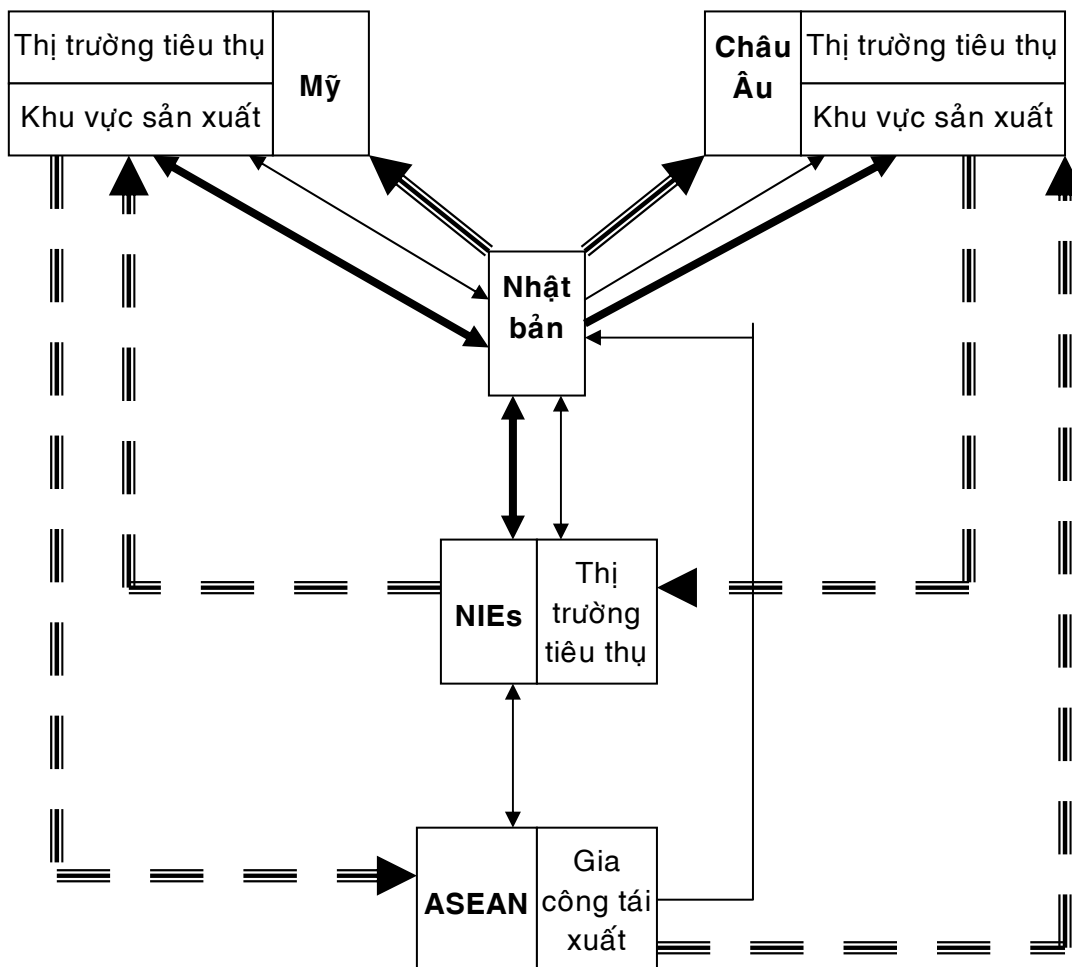 Thị trường tiêu thụ
Khu vực sản xuất
Mỹ
Châu
Âu
Thị trường tiêu thụ
Khu vực sản xuất
Nhật
bản
NIEs
Thị
trường
tiêu thụ
ASEAN
Gia
công tái
xuất